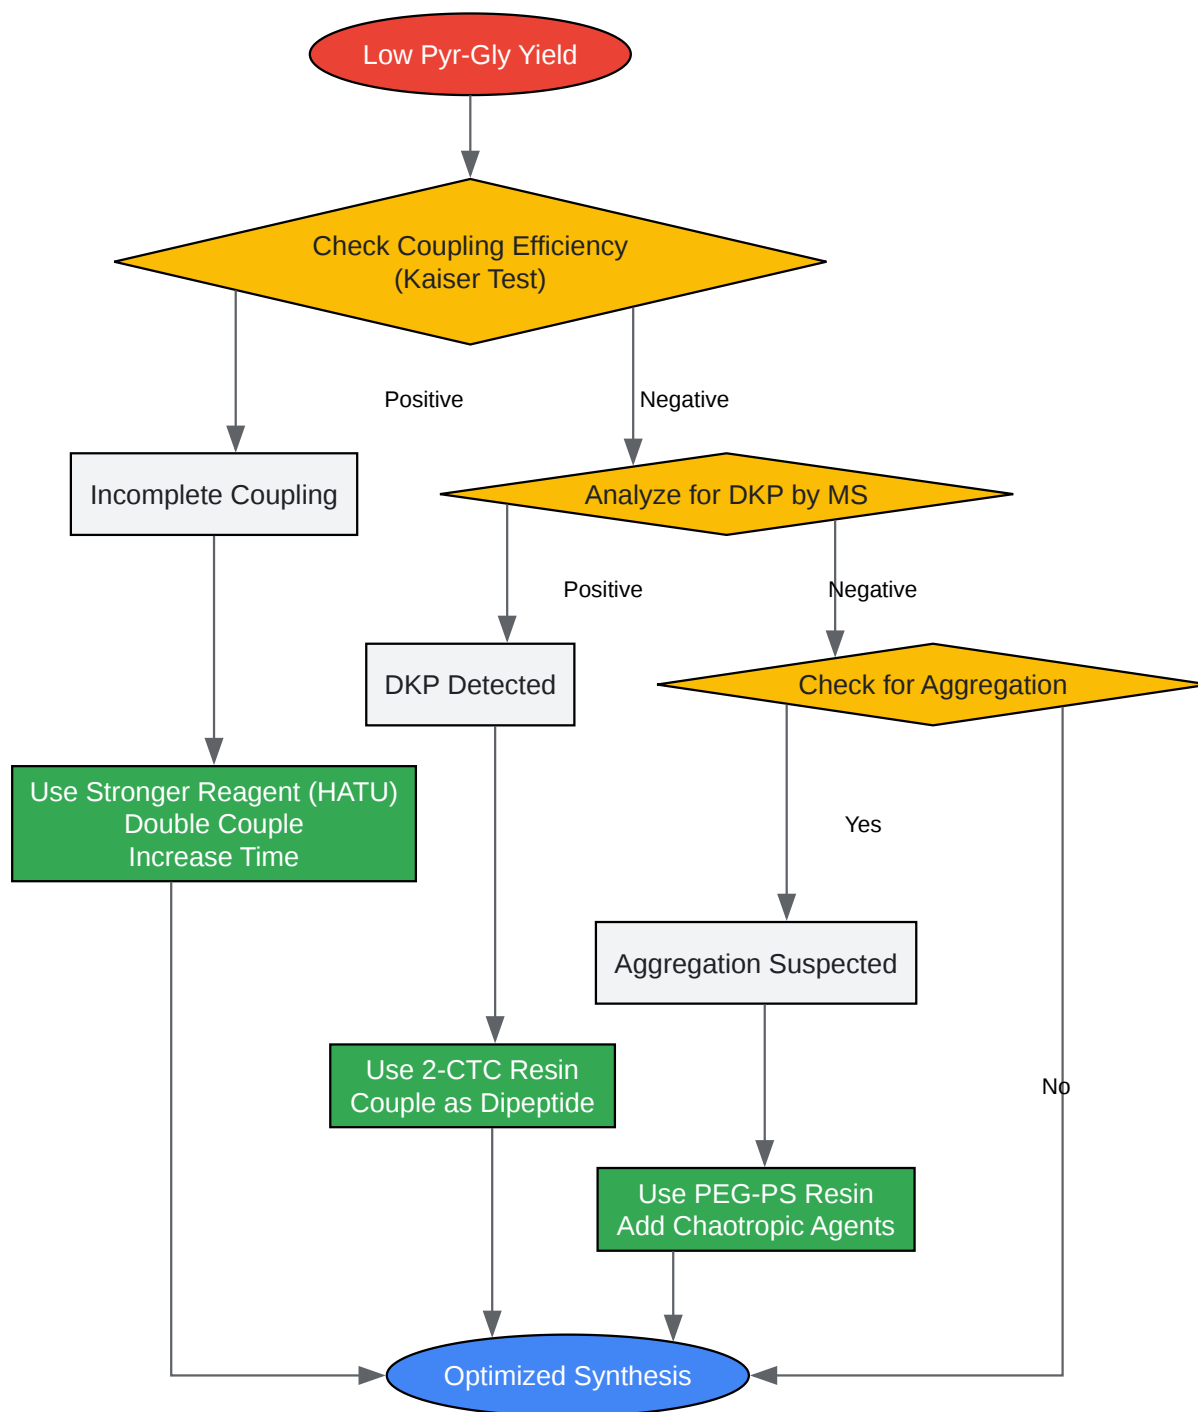 Low Pyr-Gly Yield
Check Coupling Efficiency
(Kaiser Test)
Positive
Negative
Incomplete Coupling
Analyze for DKP by MS
Positive
Negative
DKP Detected
Check for Aggregation
Use Stronger Reagent (HATU)
Double Couple
Increase Time
Yes
Aggregation Suspected
Use 2-CTC Resin
Couple as Dipeptide
No
Use PEG-PS Resin
Add Chaotropic Agents
Optimized Synthesis